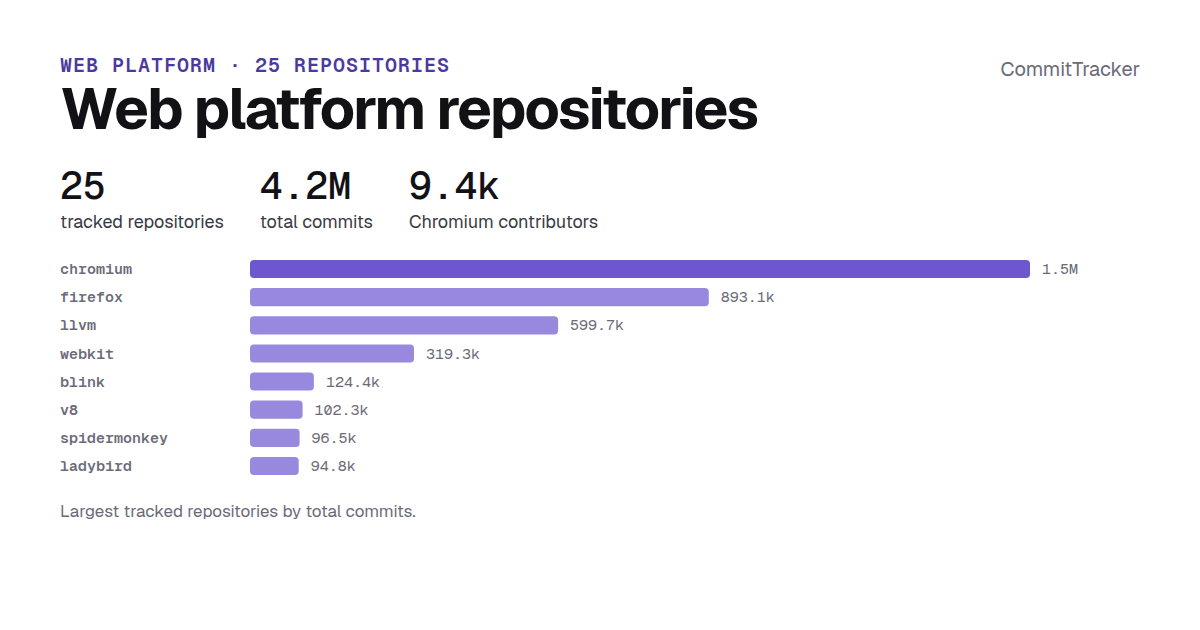 WEB PLATFORM · 25 REPOSITORIES
CommitTracker
Web platform repositories
25 4.2M 9.4k
tracked repositories total commits Chromium contributors
chromium 1.5M
firefox 893.1k
llvm 599.7k
webkit 319.3k
blink 124.4k
v8 102.3k
spidermonkey 96.5k
ladybird 94.8k
Largest tracked repositories by total commits.